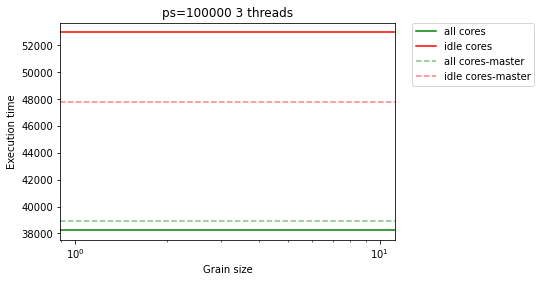 ps=100000 3 threads
all cores
idle cores
all cores-master
idle cores-master
Execution time
52000
50000
48000
46000
44000
42000
40000
38000
10⁰
10¹
Grain size